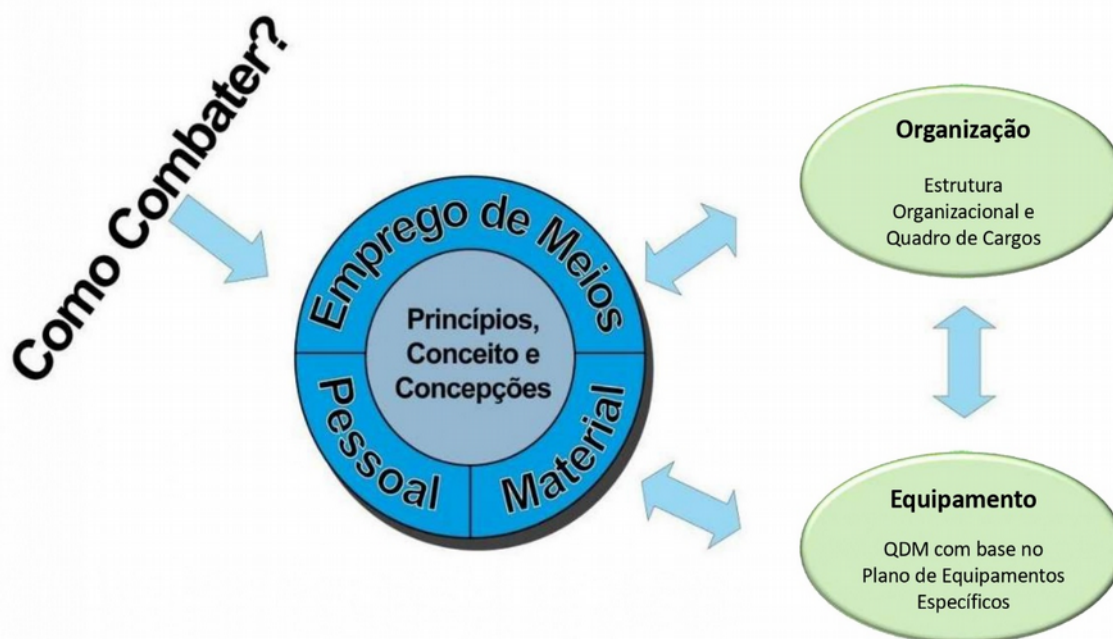 Como Combater?
Emprego de Meios
Princípios,
Conceito e
Concepções
Pessoal
Material
Organização
Estrutura
Organizacional e
Quadro de Cargos
Equipamento
QDM com base no
Plano de Equipamentos
Específicos